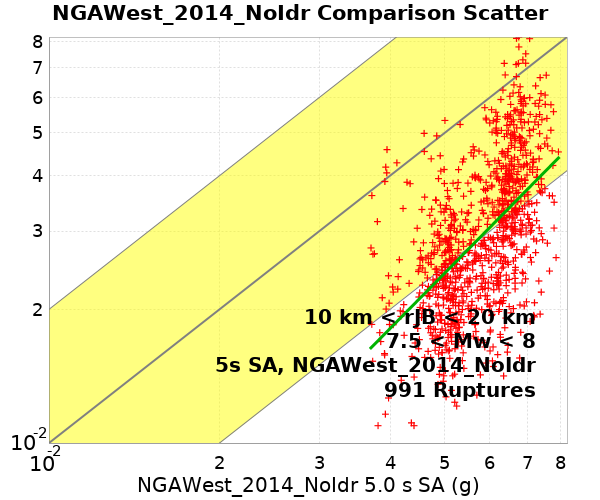 NGAWest_2014_NoIdr Comparison Scatter
8
7
6
5
4
3
2
10-2
10-2
2
3
4
5
6
7
8
10 km < rJB < 20 km
7.5 < Mw < 8
5s SA, NGAWest_2014_NoIdr
991 Ruptures
NGAWest_2014_NoIdr 5.0 s SA (g)